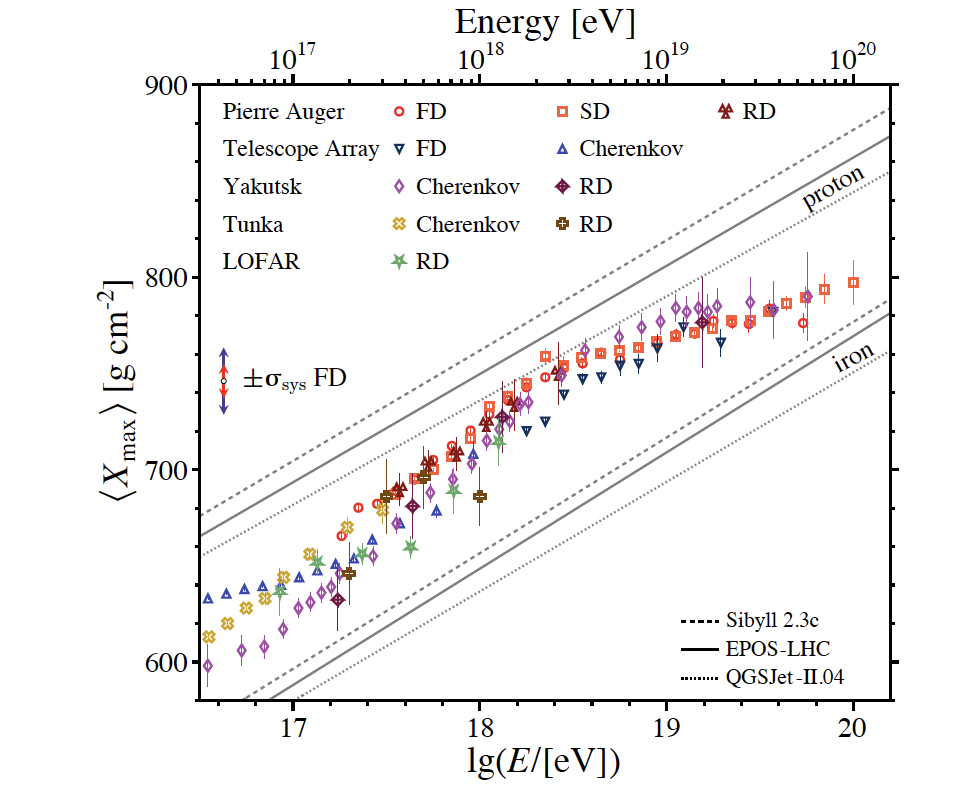 Energy [eV]
10^17 10^18 10^19 10^20
900
800
700
600
⟨X_max⟩ [g cm^-2]
Pierre Auger FD SD RD
Telescope Array FD Cherenkov
Yakutsk Cherenkov RD
Tunka Cherenkov RD
LOFAR RD
proton
±σ_sys FD
iron
Sibyll 2.3c
EPOS-LHC
QGSJet-II.04
17 18 19 20
lg(E/[eV])